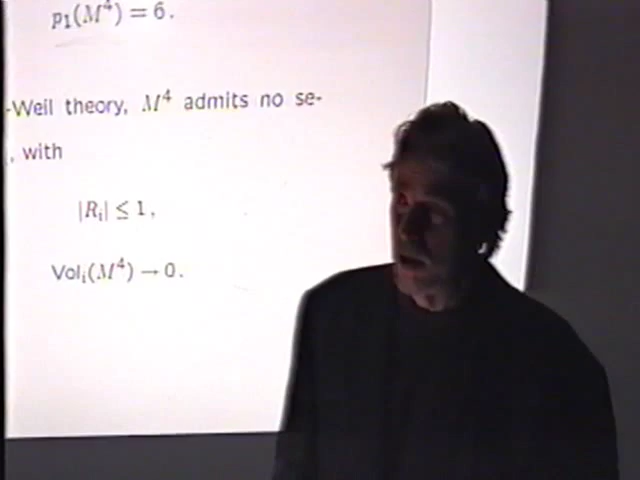 p₁(M⁴) = 6.
-Weil theory, M⁴ admits no se-
, with
|Rᵢ| ≤ 1,
Volᵢ(M⁴) → 0.